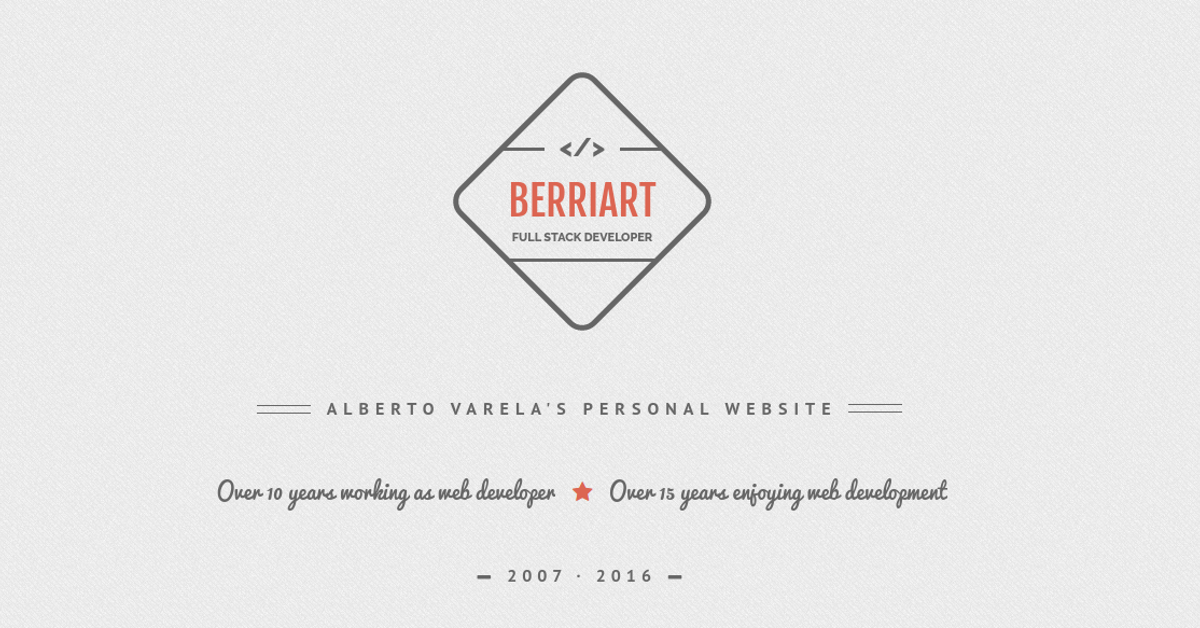 </>
BERRIART
FULL STACK DEVELOPER
ALBERTO VARELA'S PERSONAL WEBSITE
Over 10 years working as web developer ★ Over 15 years enjoying web development
2007 · 2016